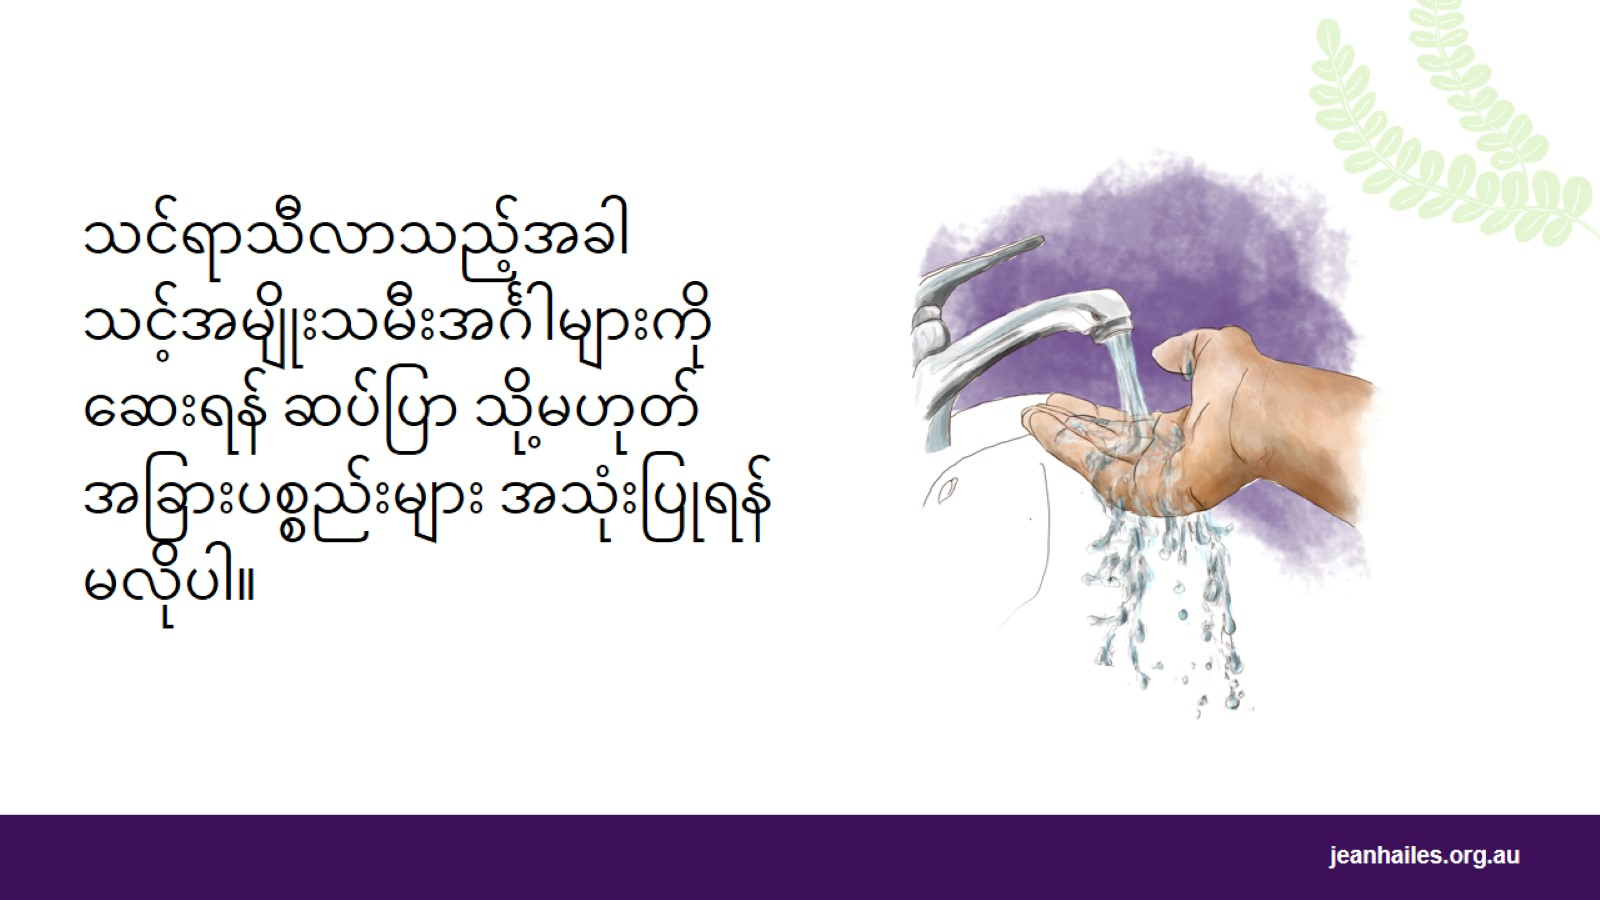 သင်ရာသီလာသည့်အခါ
သင့်အမျိုးသမီးအင်္ဂါများကို
ဆေးရန် ဆပ်ပြာ သို့မဟုတ်
အခြားပစ္စည်းများ အသုံးပြုရန်
မလိုပါ။
jeanhailes.org.au